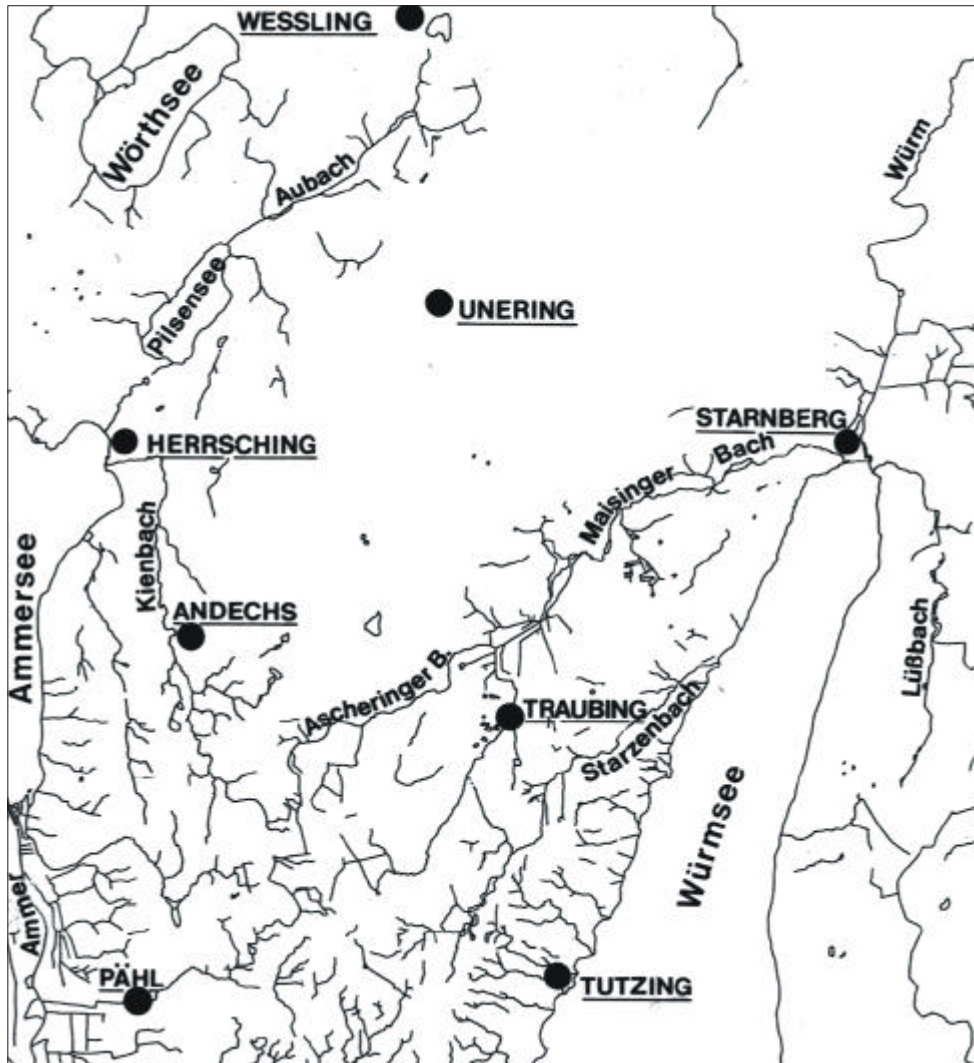 WESSLING
Wörthsee
Würm
Aubach
Pilsensee
UNERING
STARNBERG
HERRSCHING
Maisinger Bach
Kienbach
Ammersee
ANDECHS
Lüßbach
Ascheringer B.
TRAUBING
Starzenbach
Würmsee
Ammer
PÄHL
TUTZING